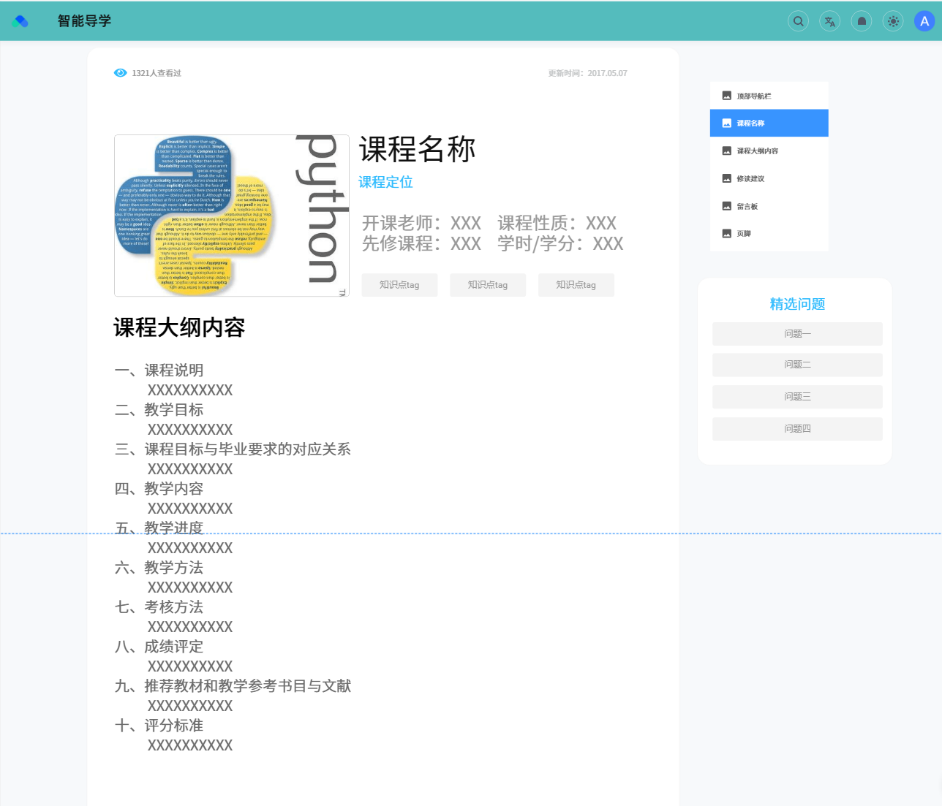 智能导学
A
1321人查看过
更新时间：2017.05.07
python
课程名称
课程定位
开课老师：XXX 课程性质：XXX
先修课程：XXX 学时/学分：XXX
知识点tag 知识点tag 知识点tag
课程大纲内容
一、课程说明
XXXXXXXXXX
二、教学目标
XXXXXXXXXX
三、课程目标与毕业要求的对应关系
XXXXXXXXXX
四、教学内容
XXXXXXXXXX
五、教学进度
XXXXXXXXXX
六、教学方法
XXXXXXXXXX
七、考核方法
XXXXXXXXXX
八、成绩评定
XXXXXXXXXX
九、推荐教材和教学参考书目与文献
XXXXXXXXXX
十、评分标准
XXXXXXXXXX
顶部导航栏
课程名称
课程大纲内容
修读建议
留言板
页脚
精选问题
问题一
问题二
问题三
问题四